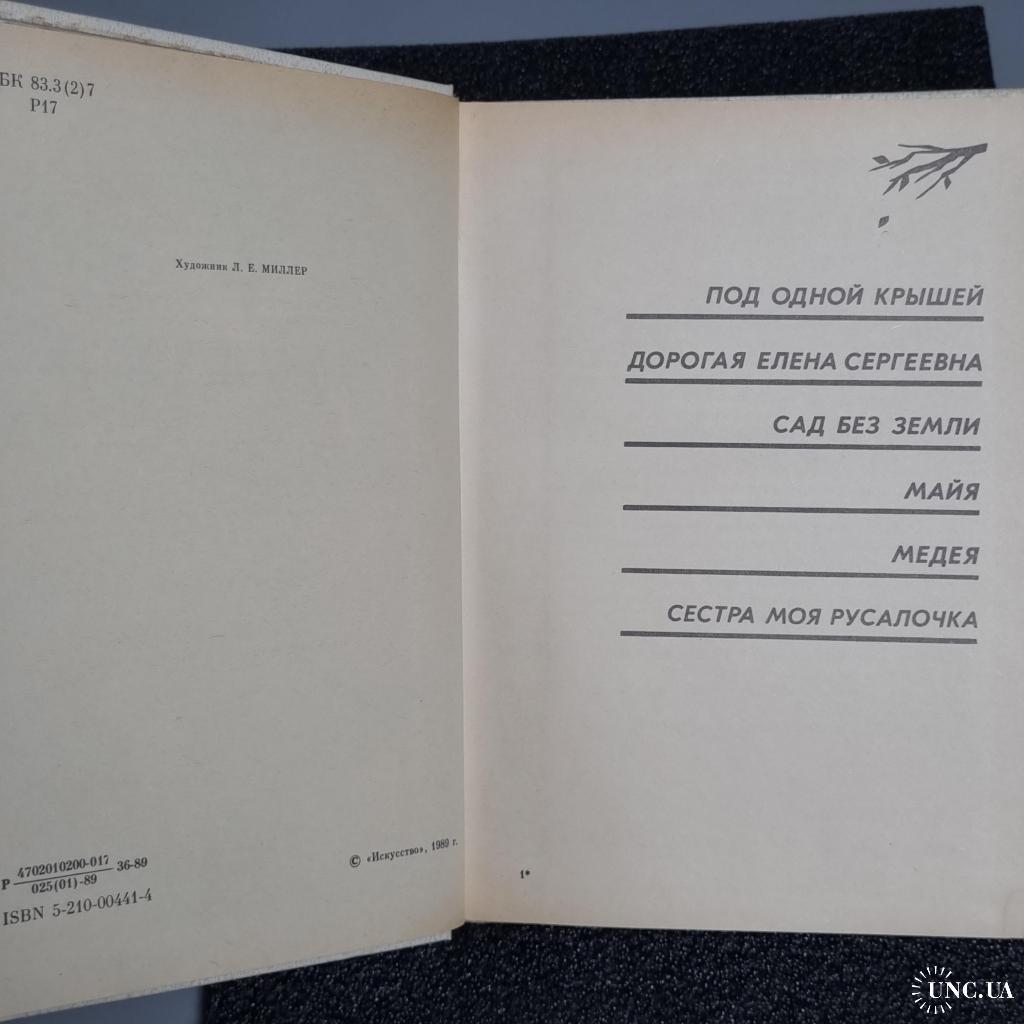 БК 83.3(2)7
Р17
Художник Л. Е. МИЛЛЕР
Р 4702010200-017 36-89
025(01)-89
ISBN 5-210-00441-4
© «Искусство», 1989 г.
ПОД ОДНОЙ КРЫШЕЙ
ДОРОГАЯ ЕЛЕНА СЕРГЕЕВНА
САД БЕЗ ЗЕМЛИ
МАЙЯ
МЕДЕЯ
СЕСТРА МОЯ РУСАЛОЧКА
1*
UNC.UA